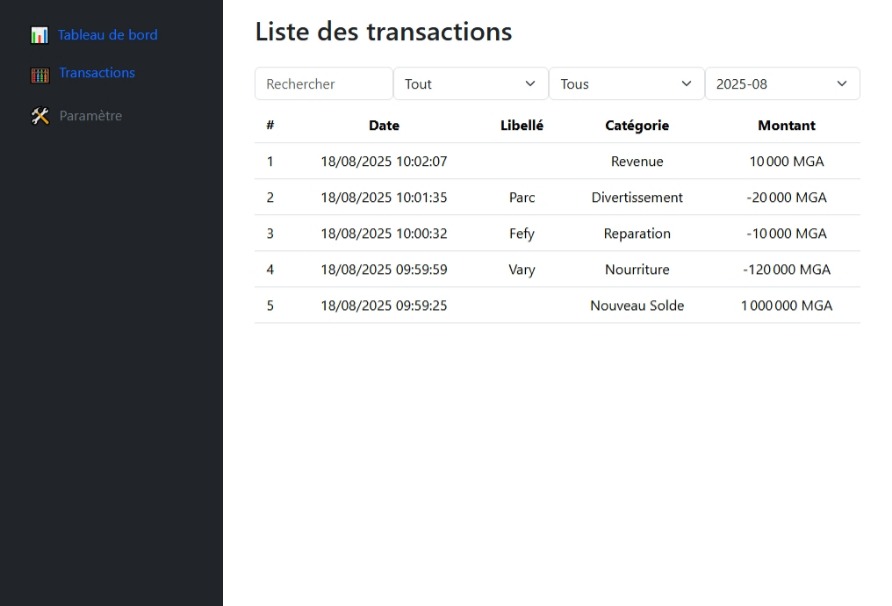 Tableau de bord
Transactions
Paramètre
Liste des transactions
Rechercher Tout Tous 2025-08
# Date Libellé Catégorie Montant
1 18/08/2025 10:02:07 Revenue 10 000 MGA
2 18/08/2025 10:01:35 Parc Divertissement -20 000 MGA
3 18/08/2025 10:00:32 Fefy Reparation -10 000 MGA
4 18/08/2025 09:59:59 Vary Nourriture -120 000 MGA
5 18/08/2025 09:59:25 Nouveau Solde 1 000 000 MGA